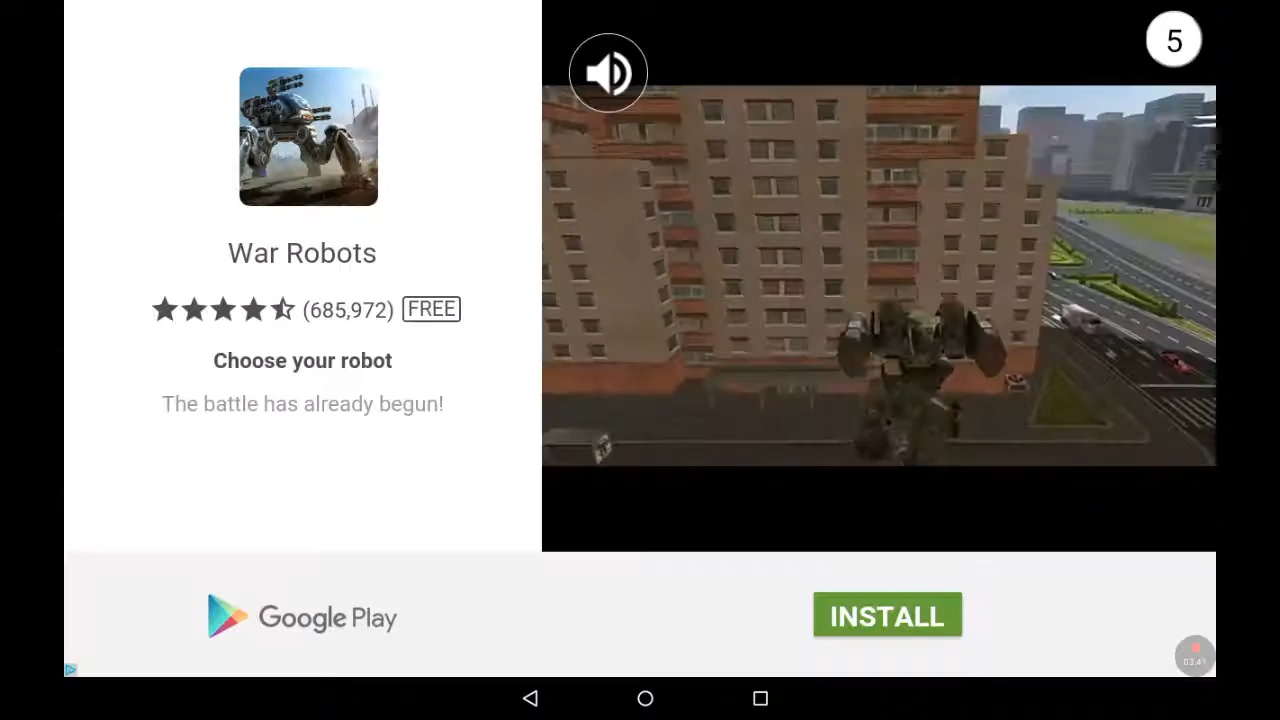 5
War Robots
(685,972) FREE
Choose your robot
The battle has already begun!
Google Play
INSTALL